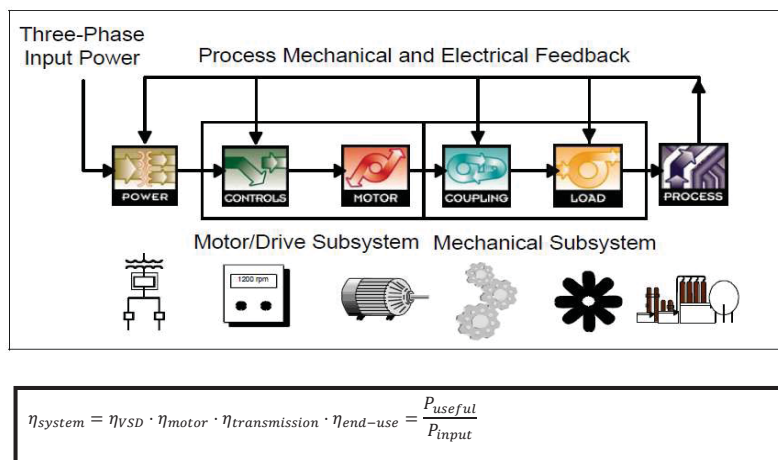 Three-Phase
Input Power
Process Mechanical and Electrical Feedback
POWER
CONTROLS
MOTOR
COUPLING
LOAD
PROCESS
Motor/Drive Subsystem
Mechanical Subsystem
1200 rpm
η_system = η_VSD · η_motor · η_transmission · η_end−use = P_useful / P_input